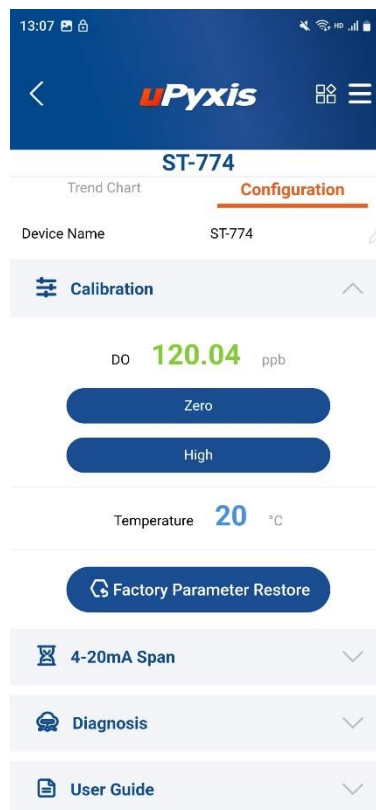 13:07 HD
uPyxis
ST-774
Trend Chart Configuration
Device Name ST-774
Calibration
DO 120.04 ppb
Zero
High
Temperature 20 °C
Factory Parameter Restore
4-20mA Span
Diagnosis
User Guide